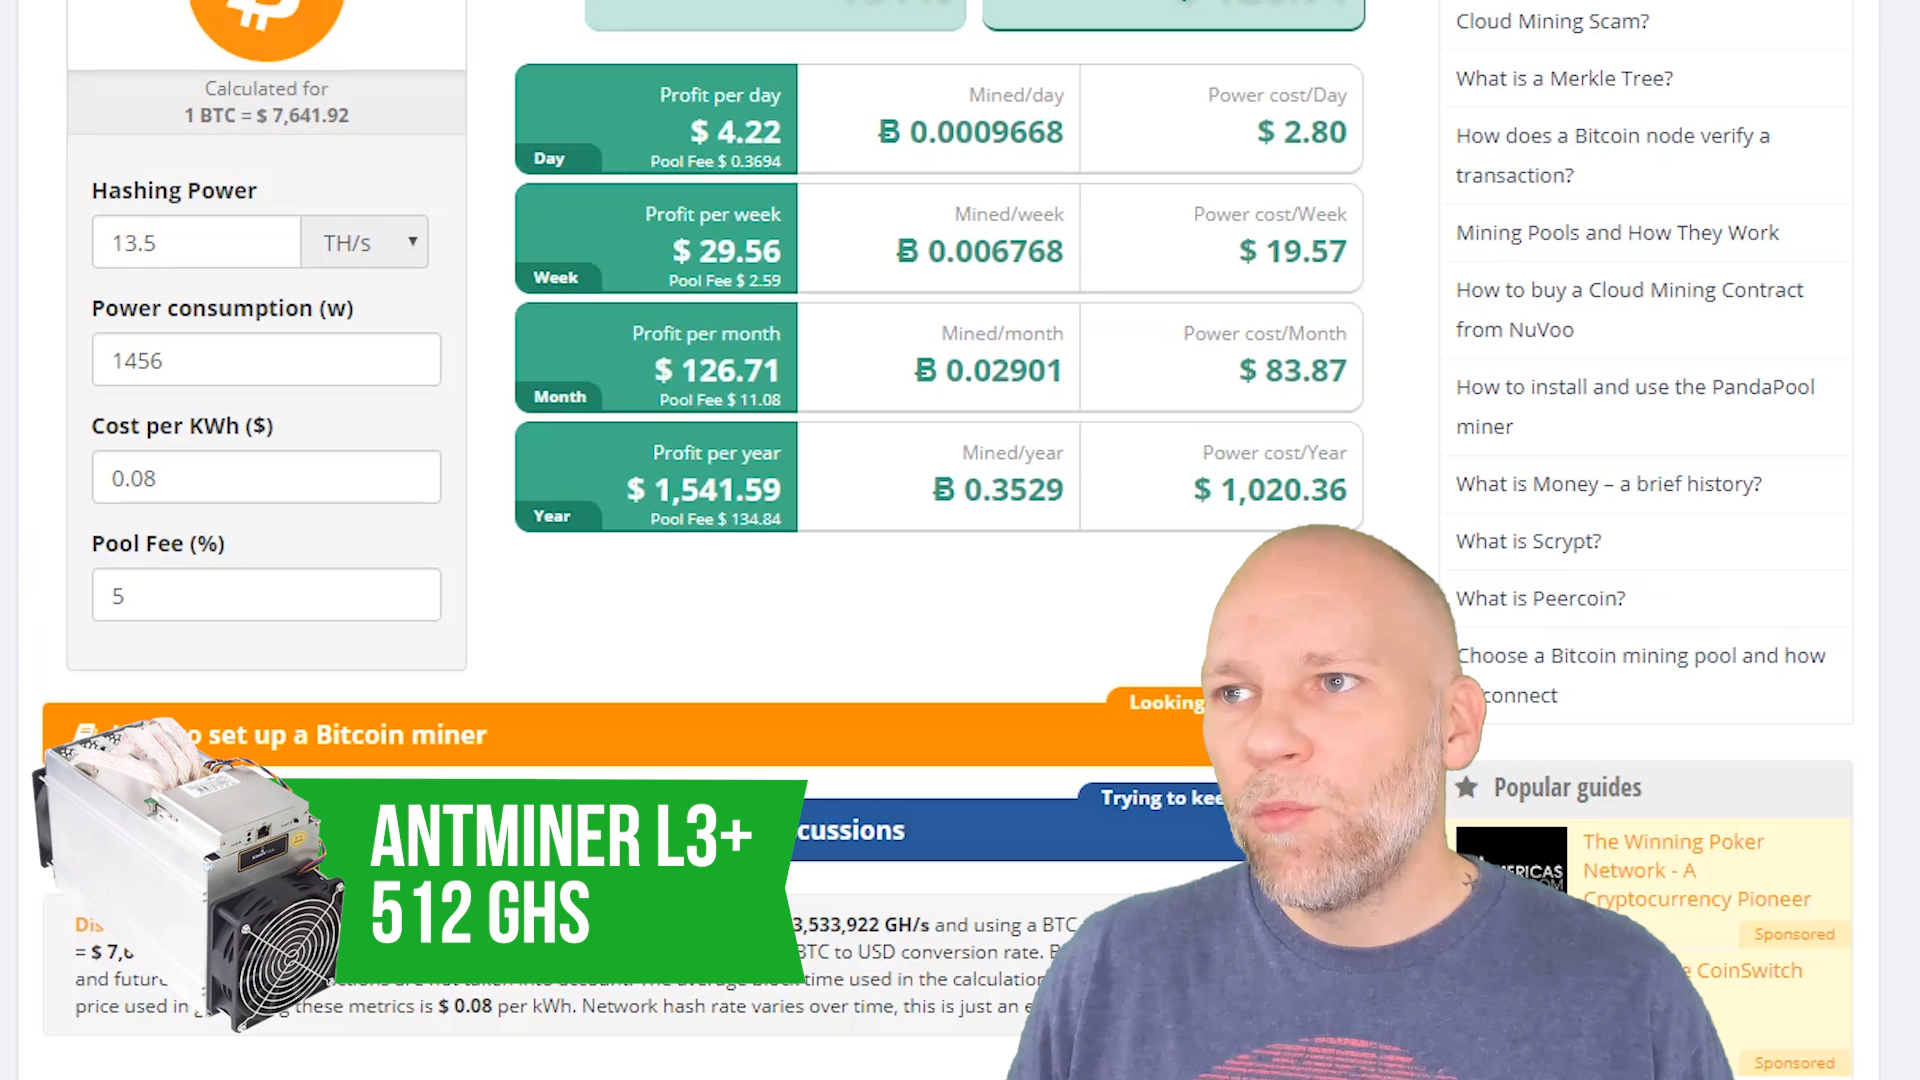 Calculated for
1 BTC = $ 7,641.92
Hashing Power
13.5
TH/s
Power consumption (w)
1456
Cost per KWh ($)
0.08
Pool Fee (%)
5
Profit per day
$ 4.22
Pool Fee $ 0.3694
Day
Mined/day
Ƀ 0.0009668
Power cost/Day
$ 2.80
Profit per week
$ 29.56
Pool Fee $ 2.59
Week
Mined/week
Ƀ 0.006768
Power cost/Week
$ 19.57
Profit per month
$ 126.71
Pool Fee $ 11.08
Month
Mined/month
Ƀ 0.02901
Power cost/Month
$ 83.87
Profit per year
$ 1,541.59
Pool Fee $ 134.84
Year
Mined/year
Ƀ 0.3529
Power cost/Year
$ 1,020.36
Cloud Mining Scam?
What is a Merkle Tree?
How does a Bitcoin node verify a
transaction?
Mining Pools and How They Work
How to buy a Cloud Mining Contract
from NuVoo
How to install and use the PandaPool
miner
What is Money – a brief history?
What is Scrypt?
What is Peercoin?
Choose a Bitcoin mining pool and how
connect
Looking
set up a Bitcoin miner
Trying to
ANTMINER L3+
512 GHS
3,533,922 GH/s and using a BTC
= $
BTC to USD conversion rate.
and
time used in the calculation
price used in
these metrics is $ 0.08 per kWh. Network hash rate varies over time, this is just an
Popular guides
The Winning Poker
Network - A
Cryptocurrency Pioneer
Sponsored
CoinSwitch
Sponsored